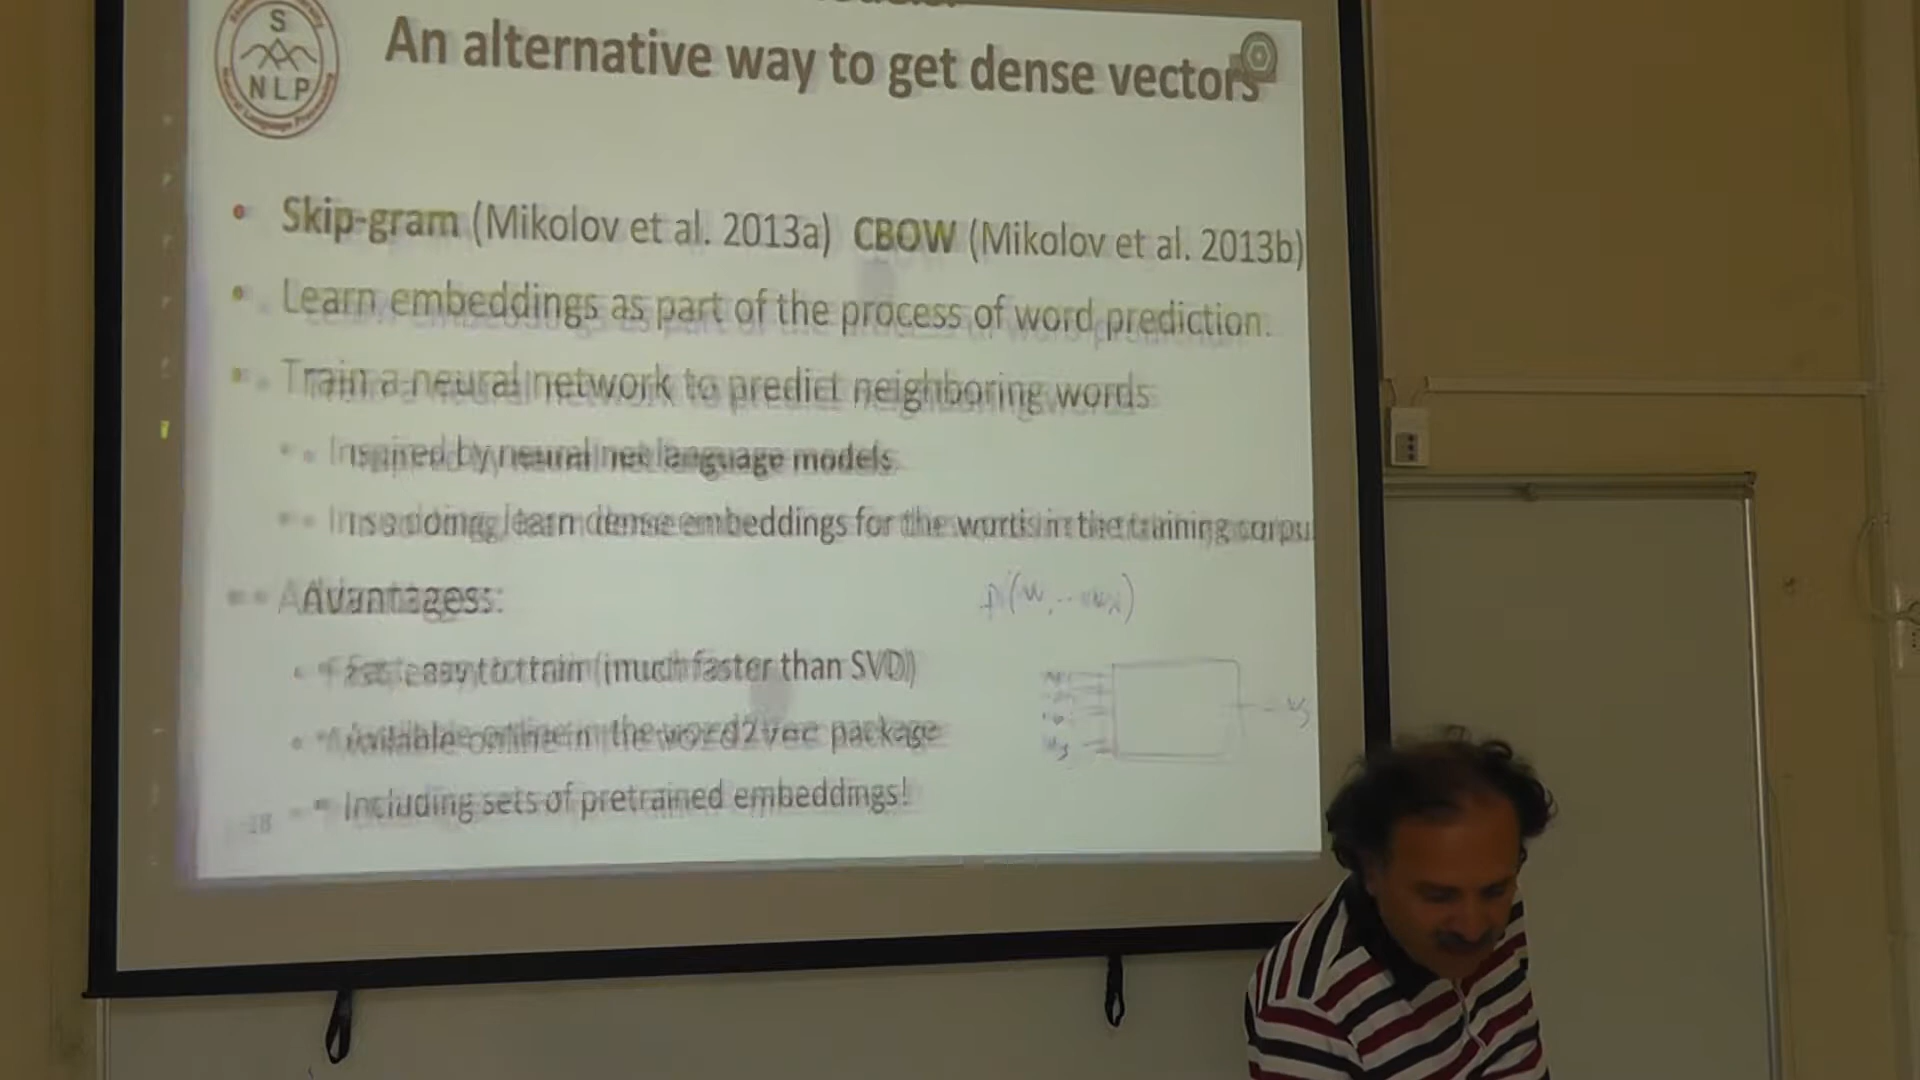 S
NLP
An alternative way to get dense vectors
• Skip-gram (Mikolov et al. 2013a) CBOW (Mikolov et al. 2013b)
• Learn embeddings as part of the process of word prediction.
• Train a neural network to predict neighboring words
• Inspired by neural net language models
• In so doing, learn dense embeddings for the words in the training corpu
• Advantages:
• Fast, easy to train (much faster than SVD)
• Available online in the word2vec package
• Including sets of pretrained embeddings!
18